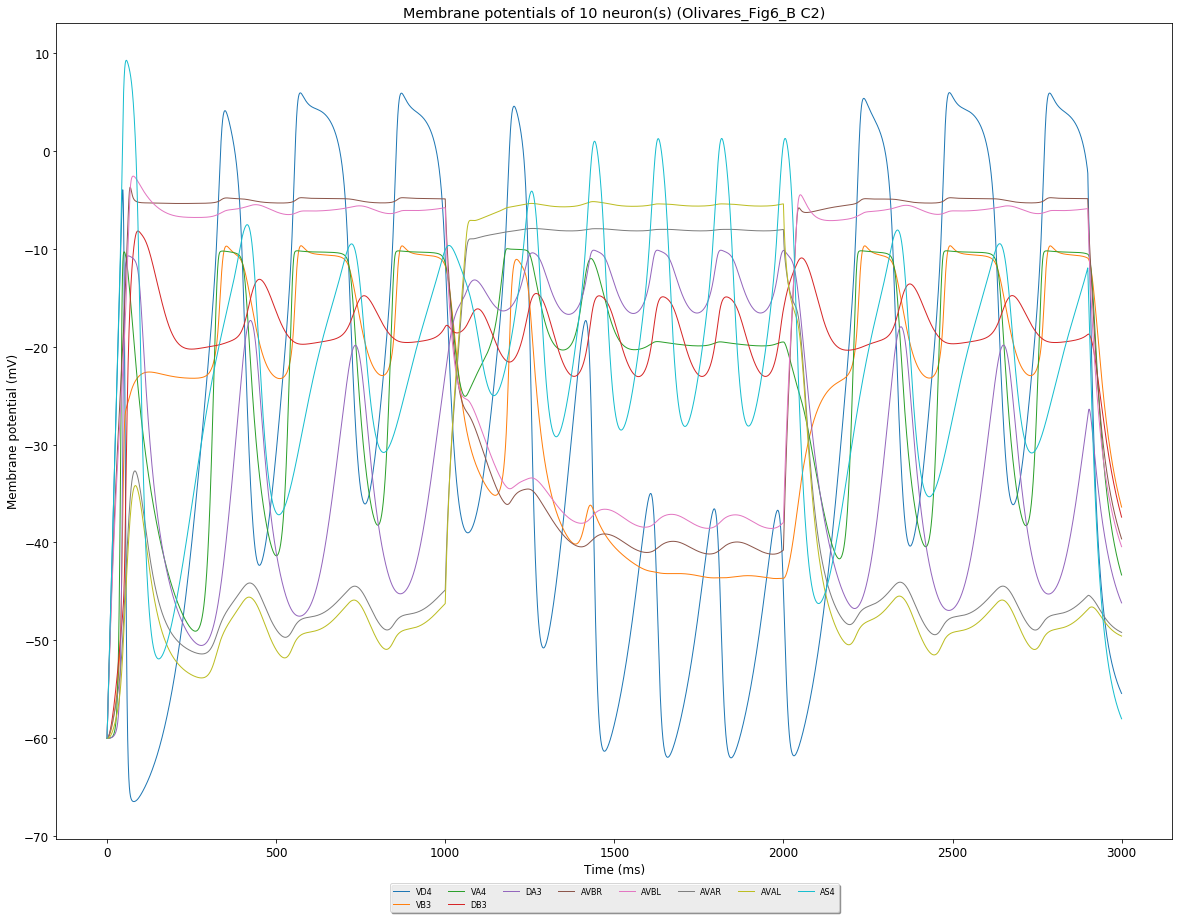 Membrane potentials of 10 neuron(s) (Olivares_Fig6_B C2)
10
0
−10
−20
−30
−40
−50
−60
−70
Membrane potential (mV)
0 500 1000 1500 2000 2500 3000
Time (ms)
VD4 VA4 DA3 AVBR AVBL AVAR AVAL AS4
VB3 DB3